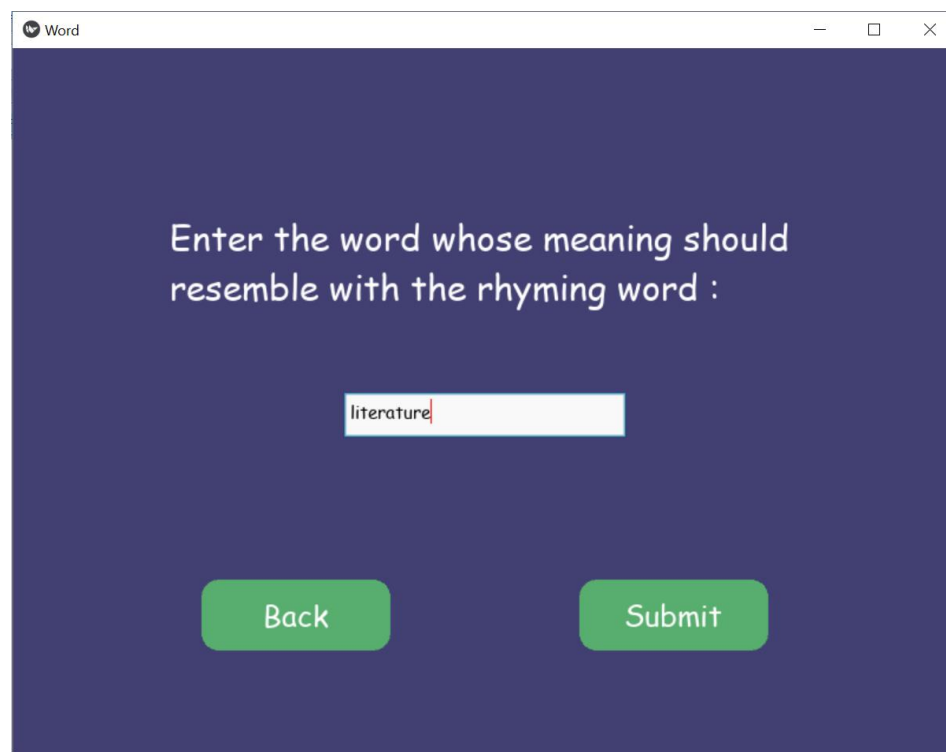 Word
Enter the word whose meaning should
resemble with the rhyming word :
literature
Back Submit